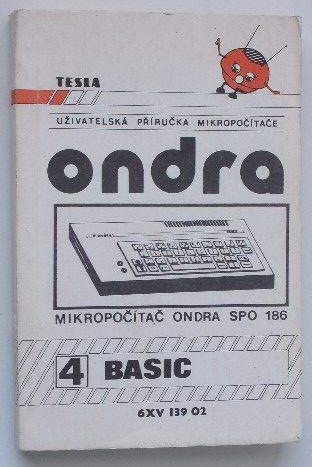 TESLA
UŽIVATELSKÁ PŘÍRUČKA MIKROPOČÍTAČE
ondra
MIKROPOČÍTAČ ONDRA SPO 186
4 BASIC
6XV 139 02